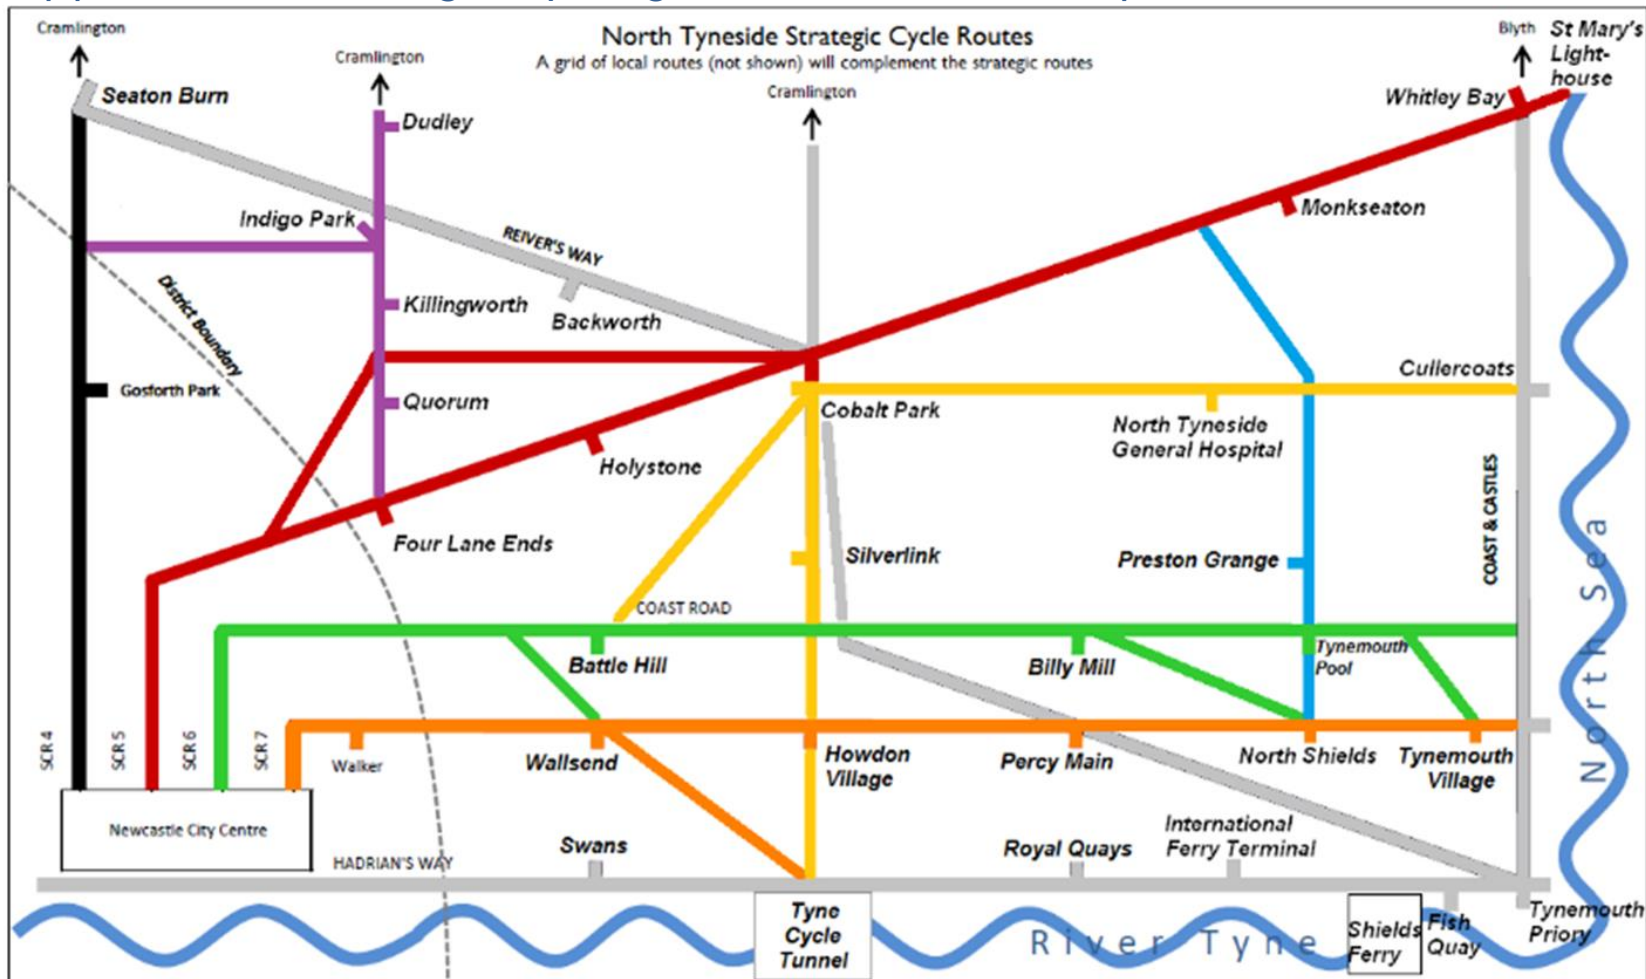 North Tyneside Strategic Cycle Routes
A grid of local routes (not shown) will complement the strategic routes
Cramlington
Cramlington
Cramlington
Blyth
St Mary's
Light-
house
Seaton Burn
Dudley
Whitley Bay
Indigo Park
REIVER'S WAY
Monkseaton
District Boundary
Killingworth
Backworth
Gosforth Park
Quorum
Cullercoats
Cobalt Park
North Tyneside
General Hospital
Holystone
COAST & CASTLES
Four Lane Ends
Silverlink
Preston Grange
North Sea
COAST ROAD
Battle Hill
Billy Mill
Tynemouth
Pool
SCR 4
SCR 5
SCR 6
SCR 7
Walker
Wallsend
Howdon
Village
Percy Main
North Shields
Tynemouth
Village
Newcastle City Centre
HADRIAN'S WAY
Swans
Royal Quays
International
Ferry Terminal
Tyne
Cycle
Tunnel
River Tyne
Shields
Ferry
Fish
Quay
Tynemouth
Priory